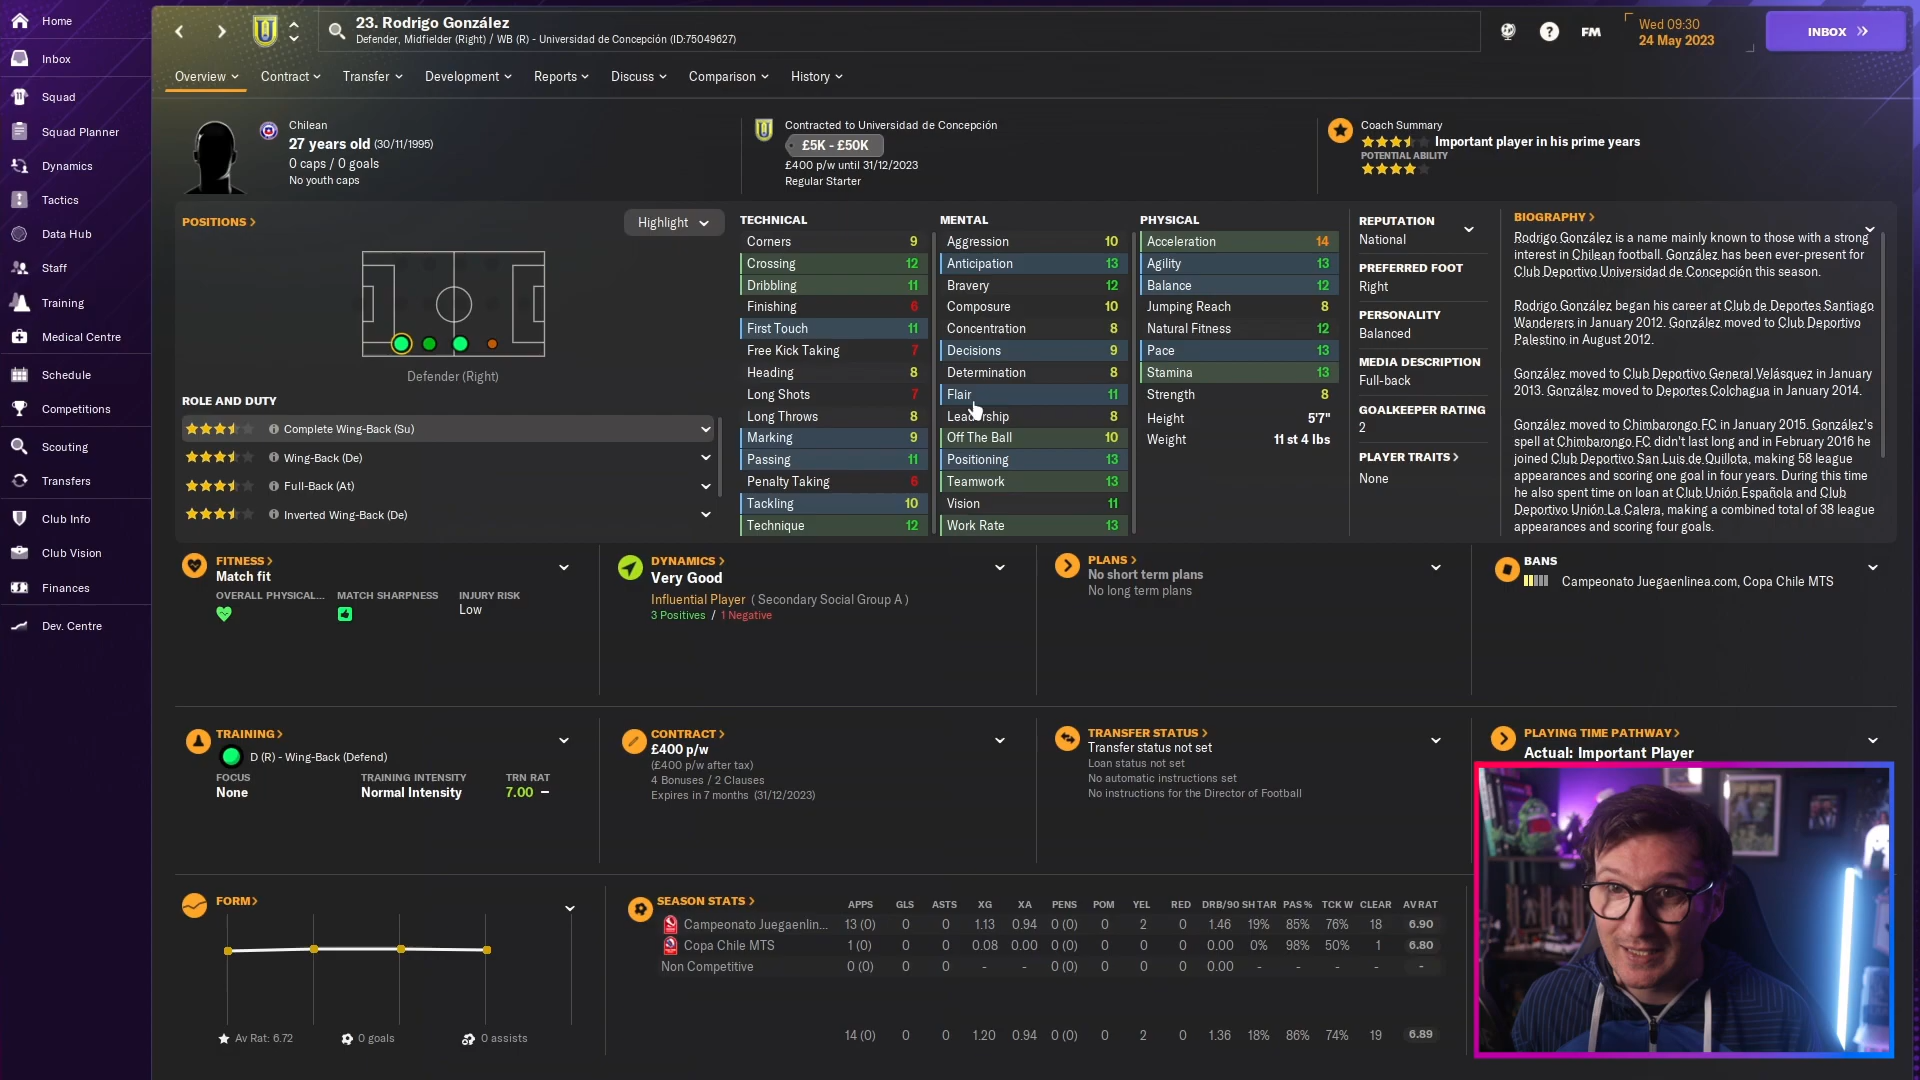 Home
Inbox
Squad
Squad Planner
Dynamics
Tactics
Data Hub
Staff
Training
Medical Centre
Schedule
Competitions
Scouting
Transfers
Club Info
Club Vision
Finances
Dev. Centre
23. Rodrigo González
Defender, Midfielder (Right) / WB (R) - Universidad de Concepción (ID:75049627)
FM
Wed 09:30
24 May 2023
INBOX
Overview Contract Transfer Development Reports Discuss Comparison History
Chilean
27 years old (30/11/1995)
0 caps / 0 goals
No youth caps
Contracted to Universidad de Concepción
£5K - £50K
£400 p/w until 31/12/2023
Regular Starter
Coach Summary
Important player in his prime years
POTENTIAL ABILITY
POSITIONS
Highlight
Defender (Right)
ROLE AND DUTY
Complete Wing-Back (Su)
Wing-Back (De)
Full-Back (At)
Inverted Wing-Back (De)
TECHNICAL
Corners 9
Crossing 12
Dribbling 11
Finishing 6
First Touch 11
Free Kick Taking 7
Heading 8
Long Shots 7
Long Throws 8
Marking 9
Passing 11
Penalty Taking 6
Tackling 10
Technique 12
MENTAL
Aggression 10
Anticipation 13
Bravery 12
Composure 10
Concentration 8
Decisions 9
Determination 8
Flair 11
Leadership 8
Off The Ball 10
Positioning 13
Teamwork 13
Vision 11
Work Rate 13
PHYSICAL
Acceleration 14
Agility 13
Balance 12
Jumping Reach 8
Natural Fitness 12
Pace 13
Stamina 13
Strength 8
Height 5'7"
Weight 11 st 4 lbs
REPUTATION
National
PREFERRED FOOT
Right
PERSONALITY
Balanced
MEDIA DESCRIPTION
Full-back
GOALKEEPER RATING
2
PLAYER TRAITS
None
BIOGRAPHY
Rodrigo González is a name mainly known to those with a strong
interest in Chilean football. González has been ever-present for
Club Deportivo Universidad de Concepción this season.
Rodrigo González began his career at Club de Deportes Santiago
Wanderers in January 2012. González moved to Club Deportivo
Palestino in August 2012.
González moved to Club Deportivo General Velásquez in January
2013. González moved to Deportes Colchagua in January 2014.
González moved to Chimbarongo FC in January 2015. González's
spell at Chimbarongo FC didn't last long and in February 2016 he
joined Club Deportivo San Luis de Quillota, making 58 league
appearances and scoring one goal in four years. During this time
he also spent time on loan at Club Unión Española and Club
Deportivo Unión La Calera, making a combined total of 38 league
appearances and scoring four goals.
FITNESS
Match fit
OVERALL PHYSICAL... MATCH SHARPNESS INJURY RISK
Low
DYNAMICS
Very Good
Influential Player ( Secondary Social Group A )
3 Positives / 1 Negative
PLANS
No short term plans
No long term plans
BANS
Campeonato Juegaenlinea.com, Copa Chile MTS
TRAINING
D (R) - Wing-Back (Defend)
FOCUS TRAINING INTENSITY TRN RAT
None Normal Intensity 7.00
CONTRACT
£400 p/w
(£400 p/w after tax)
4 Bonuses / 2 Clauses
Expires in 7 months (31/12/2023)
TRANSFER STATUS
Transfer status not set
Loan status not set
No automatic instructions set
No instructions for the Director of Football
PLAYING TIME PATHWAY
Actual: Important Player
FORM
Av Rat: 6.72 0 goals 0 assists
SEASON STATS APPS GLS ASTS XG XA PENS POM YEL RED DRB/90 SH TAR PAS % TCK W CLEAR AV RAT
Campeonato Juegaenlin... 13 (0) 0 0 1.13 0.94 0 (0) 0 2 0 1.46 19% 85% 76% 18 6.90
Copa Chile MTS 1 (0) 0 0 0.08 0.00 0 (0) 0 0 0 0.00 0% 98% 50% 1 6.80
Non Competitive 0 (0) 0 0 - - 0 (0) 0 0 0 0.00 - - - - -
14 (0) 0 0 1.20 0.94 0 (0) 0 2 0 1.36 18% 86% 74% 19 6.89